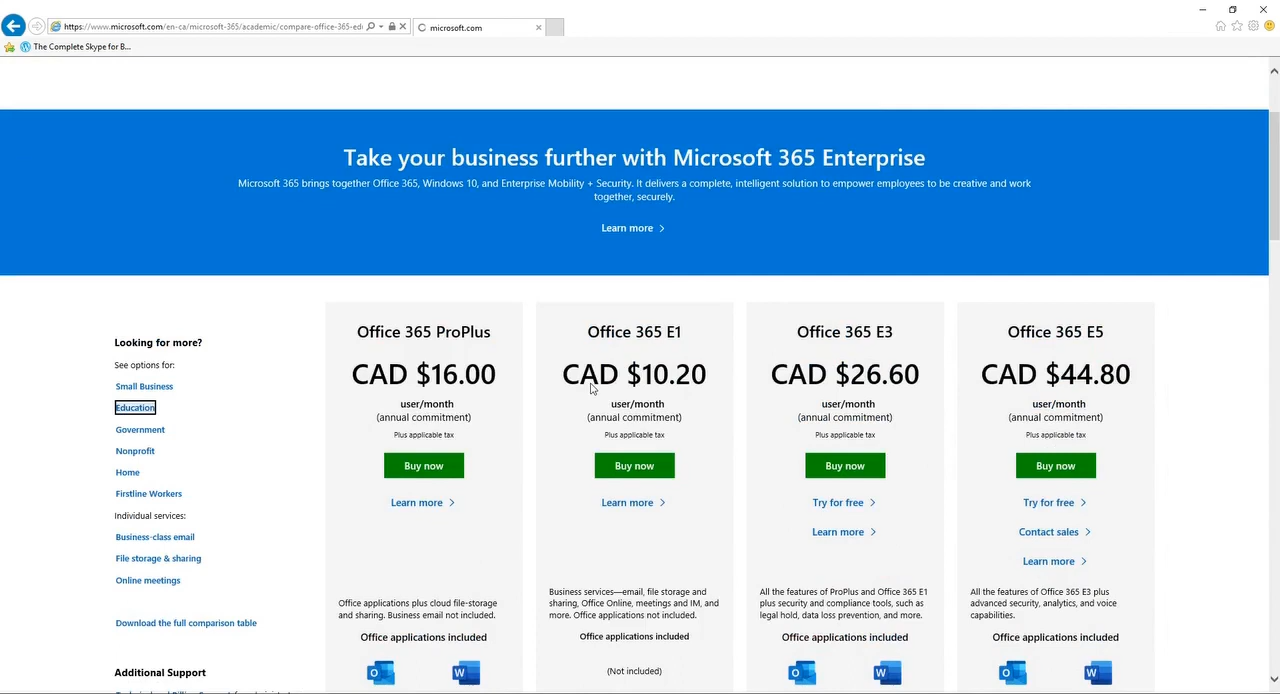 https://www.microsoft.com/en-ca/microsoft-365/academic/compare-office-365-edu
microsoft.com
The Complete Skype for B...
Take your business further with Microsoft 365 Enterprise
Microsoft 365 brings together Office 365, Windows 10, and Enterprise Mobility + Security. It delivers a complete, intelligent solution to empower employees to be creative and work
together, securely.
Learn more
Looking for more?
See options for:
Small Business
Education
Government
Nonprofit
Home
Firstline Workers
Individual services:
Business-class email
File storage & sharing
Online meetings
Download the full comparison table
Additional Support
Office 365 ProPlus
CAD $16.00
user/month
(annual commitment)
Plus applicable tax
Buy now
Learn more
Office applications plus cloud file-storage
and sharing. Business email not included.
Office applications included
O
W
Office 365 E1
CAD $10.20
user/month
(annual commitment)
Plus applicable tax
Buy now
Learn more
Business services—email, file storage and
sharing, Office Online, meetings and IM, and
more. Office applications not included.
Office applications included
(Not included)
Office 365 E3
CAD $26.60
user/month
(annual commitment)
Plus applicable tax
Buy now
Try for free
Learn more
All the features of ProPlus and Office 365 E1
plus security and compliance tools, such as
legal hold, data loss prevention, and more.
Office applications included
O
W
Office 365 E5
CAD $44.80
user/month
(annual commitment)
Plus applicable tax
Buy now
Try for free
Contact sales
Learn more
All the features of Office 365 E3 plus
advanced security, analytics, and voice
capabilities.
Office applications included
O
W